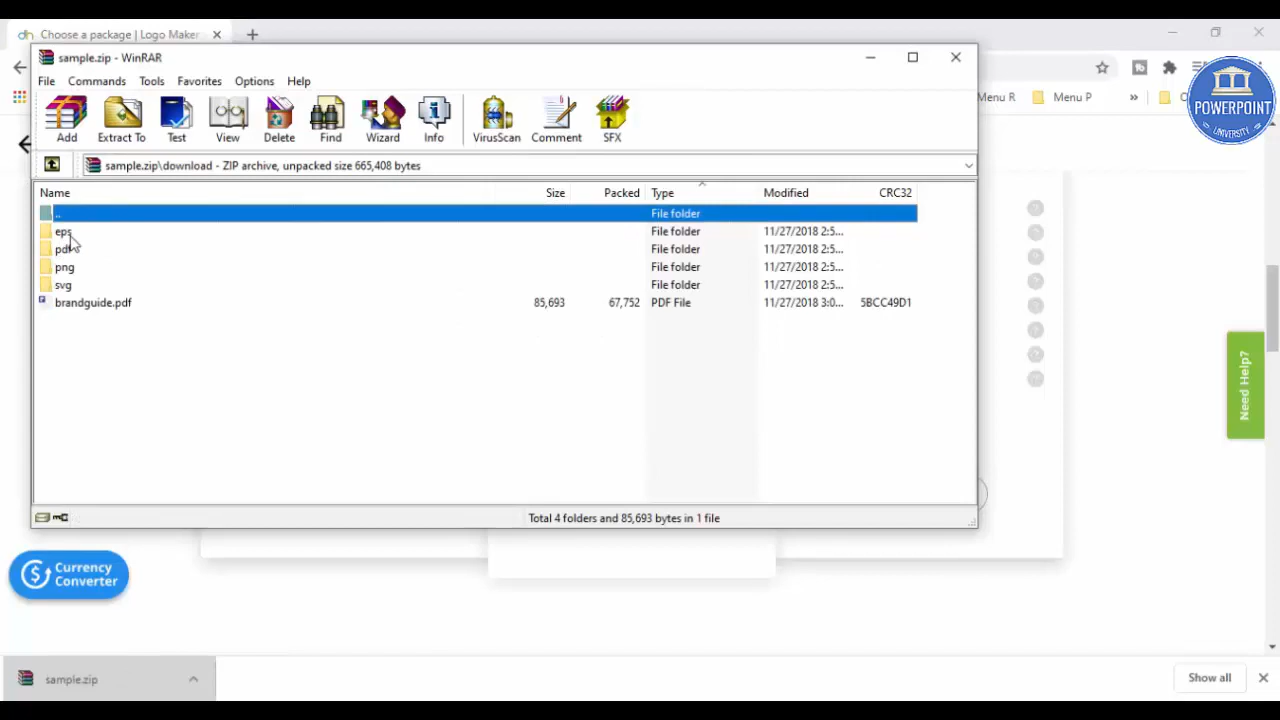 dh Choose a package | Logo Maker
sample.zip - WinRAR
File Commands Tools Favorites Options Help
Menu R Menu P »
POWERPOINT
UNIVERSITY
Add Extract To Test View Delete Find Wizard Info VirusScan Comment SFX
sample.zip\download - ZIP archive, unpacked size 665,408 bytes
Name Size Packed Type Modified CRC32
.. File folder
eps File folder 11/27/2018 2:5...
pdf File folder 11/27/2018 2:5...
png File folder 11/27/2018 2:5...
svg File folder 11/27/2018 2:5...
brandguide.pdf 85,693 67,752 PDF File 11/27/2018 3:0... 5BCC49D1
Need Help?
Total 4 folders and 85,693 bytes in 1 file
Currency
Converter
sample.zip
Show all